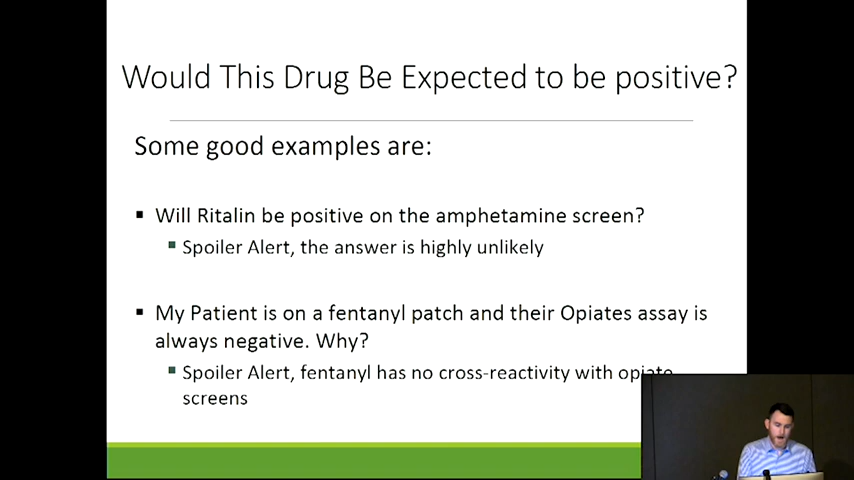 Would This Drug Be Expected to be positive?
Some good examples are:
▪ Will Ritalin be positive on the amphetamine screen?
▪ Spoiler Alert, the answer is highly unlikely
▪ My Patient is on a fentanyl patch and their Opiates assay is
always negative. Why?
▪ Spoiler Alert, fentanyl has no cross-reactivity with opiate
screens